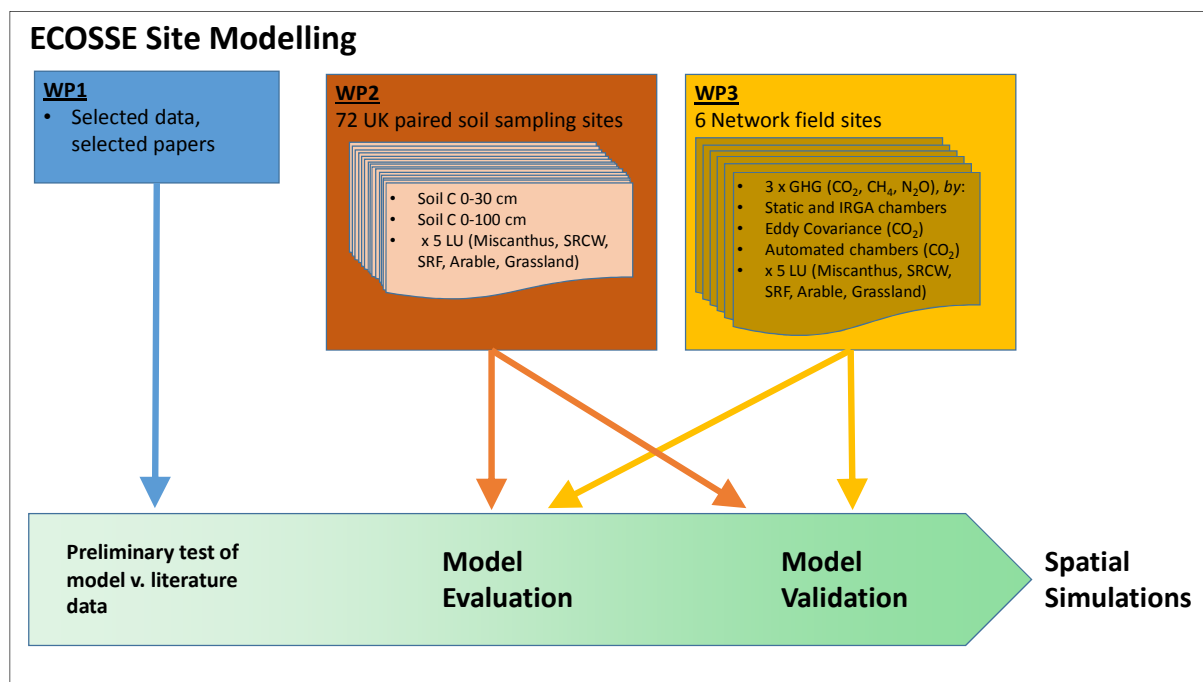 ECOSSE Site Modelling
WP1
• Selected data,
selected papers
WP2
72 UK paired soil sampling sites
• Soil C 0-30 cm
• Soil C 0-100 cm
• x 5 LU (Miscanthus, SRCW,
SRF, Arable, Grassland)
WP3
6 Network field sites
• 3 x GHG (CO₂, CH₄, N₂O), by:
• Static and IRGA chambers
• Eddy Covariance (CO₂)
• Automated chambers (CO₂)
• x 5 LU (Miscanthus, SRCW,
SRF, Arable, Grassland)
Preliminary test of
model v. literature
data
Model
Evaluation
Model
Validation
Spatial
Simulations